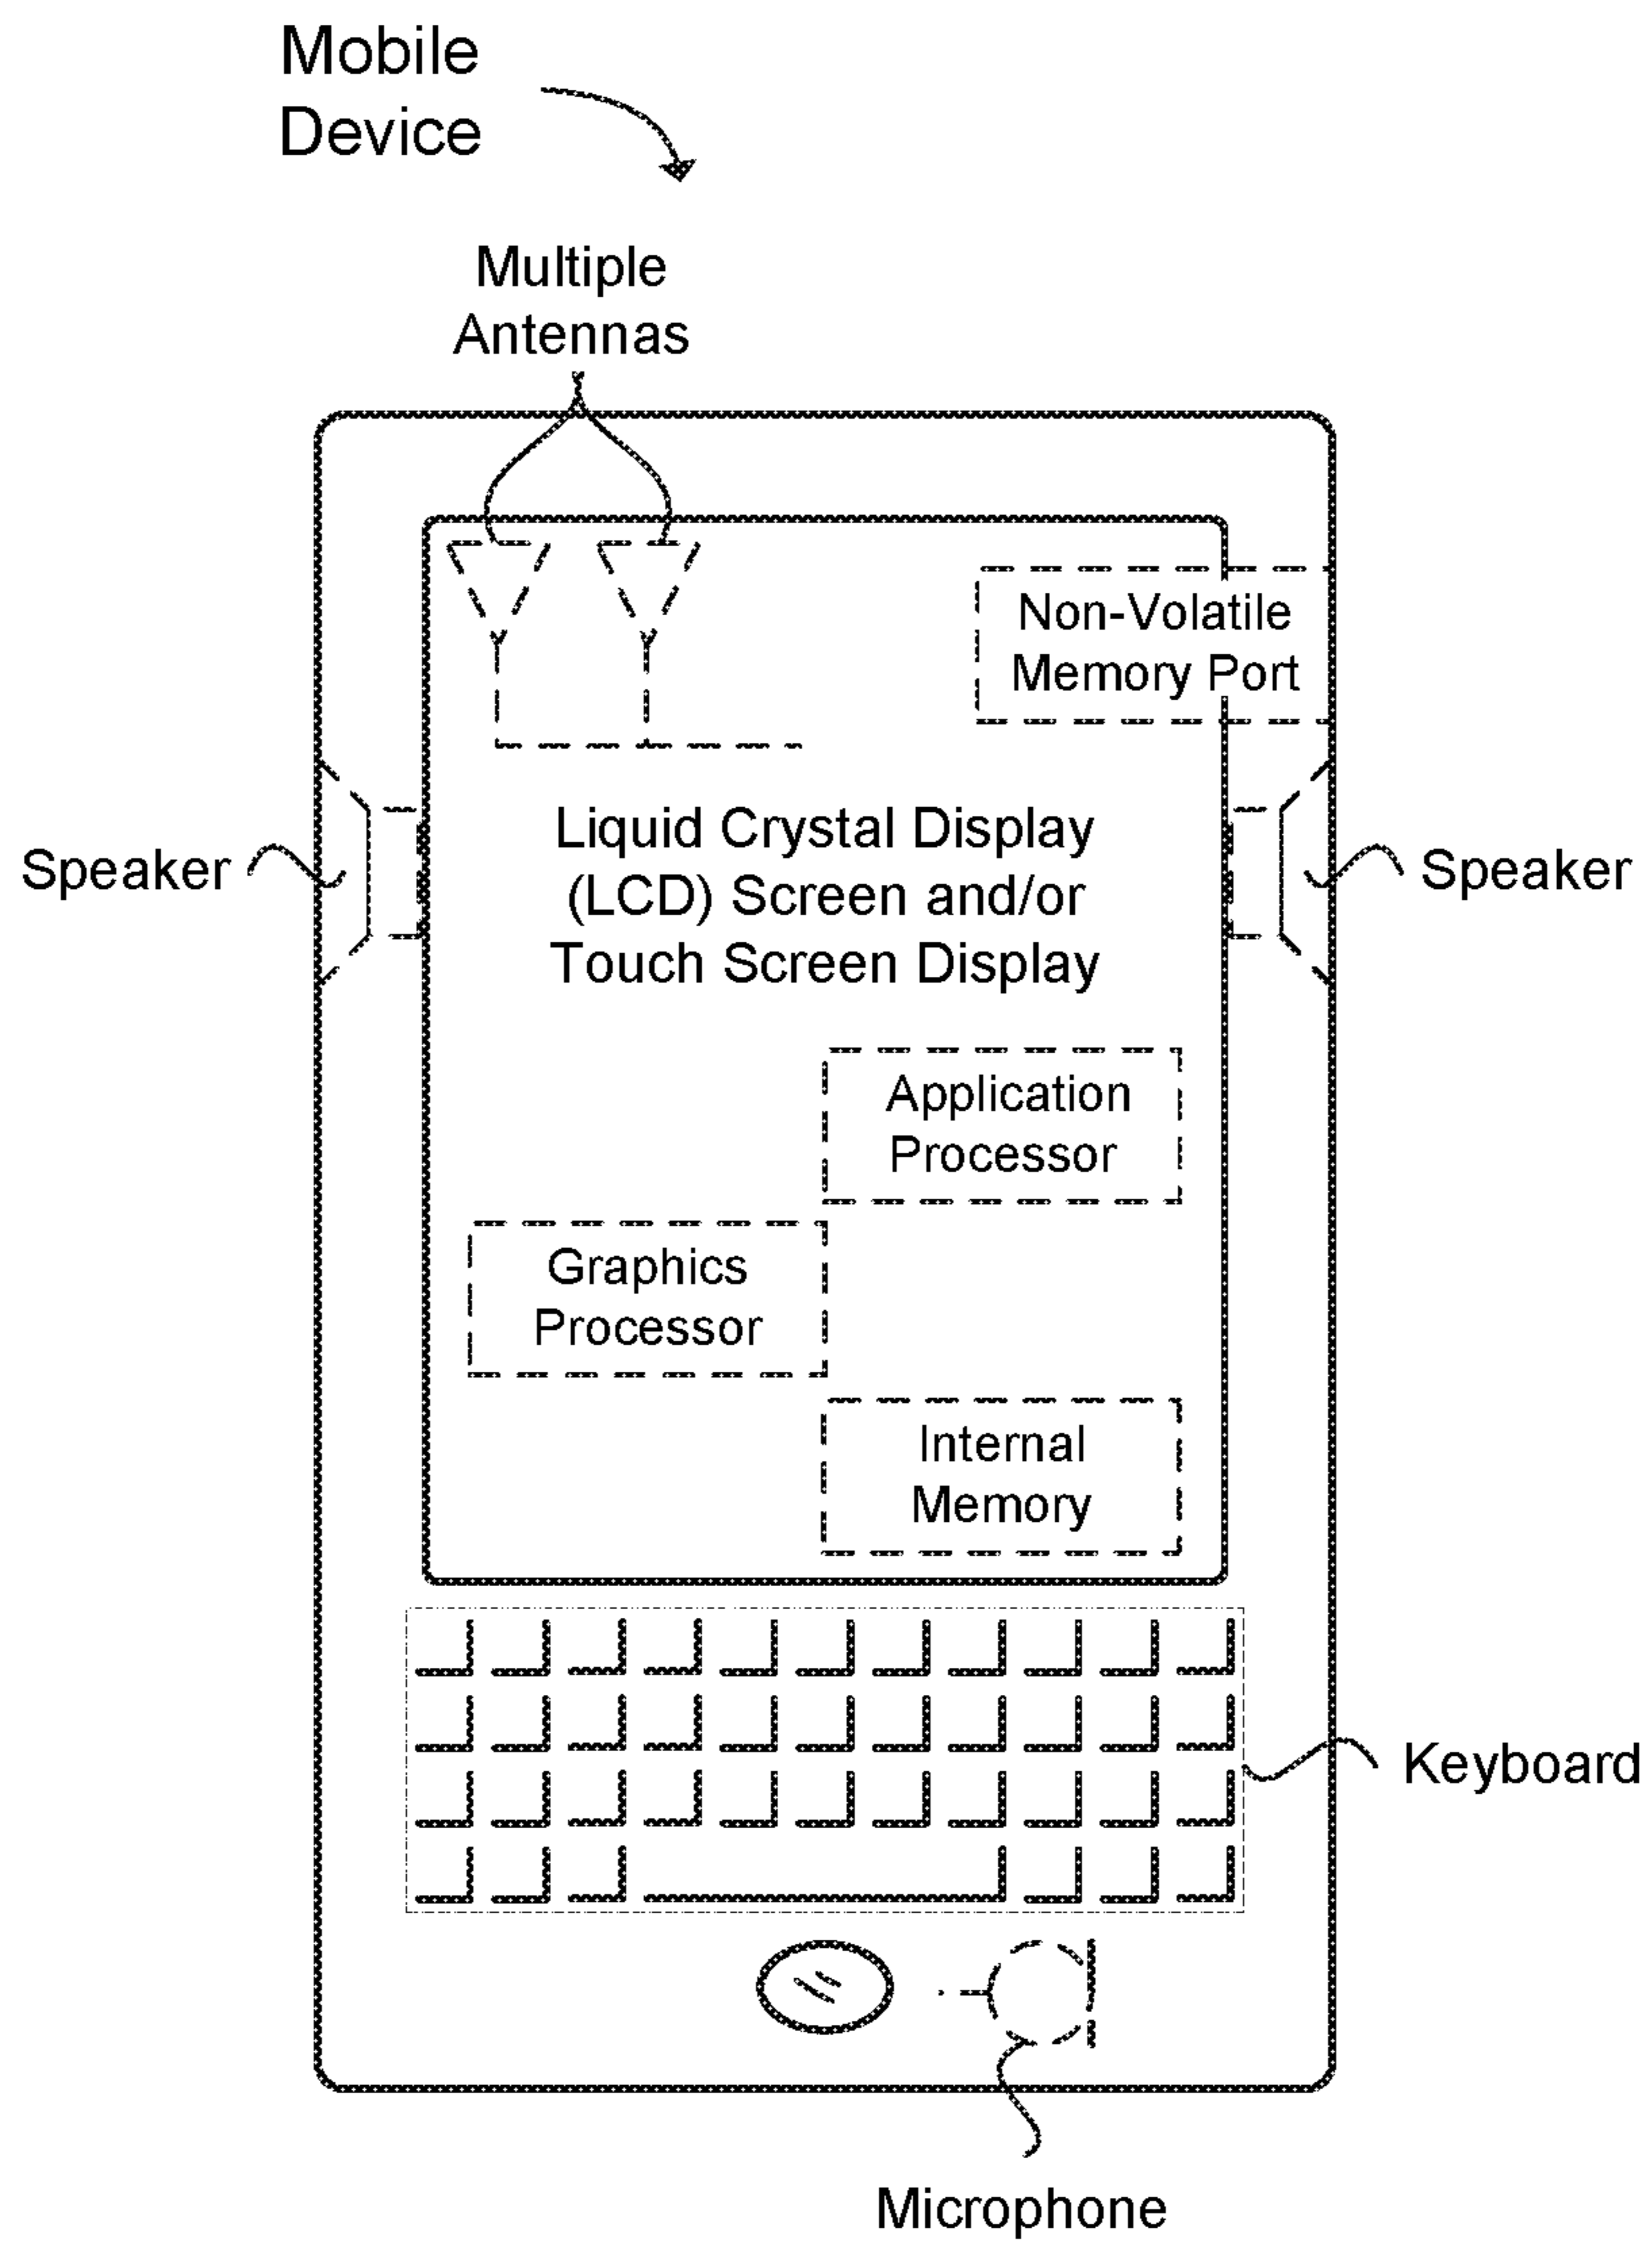 Mobile
Device
Multiple
Antennas
Non-Volatile
Memory Port
Liquid Crystal Display
(LCD) Screen and/or
Touch Screen Display
Speaker
Speaker
Application
Processor
Graphics
Processor
Internal
Memory
Keyboard
Microphone